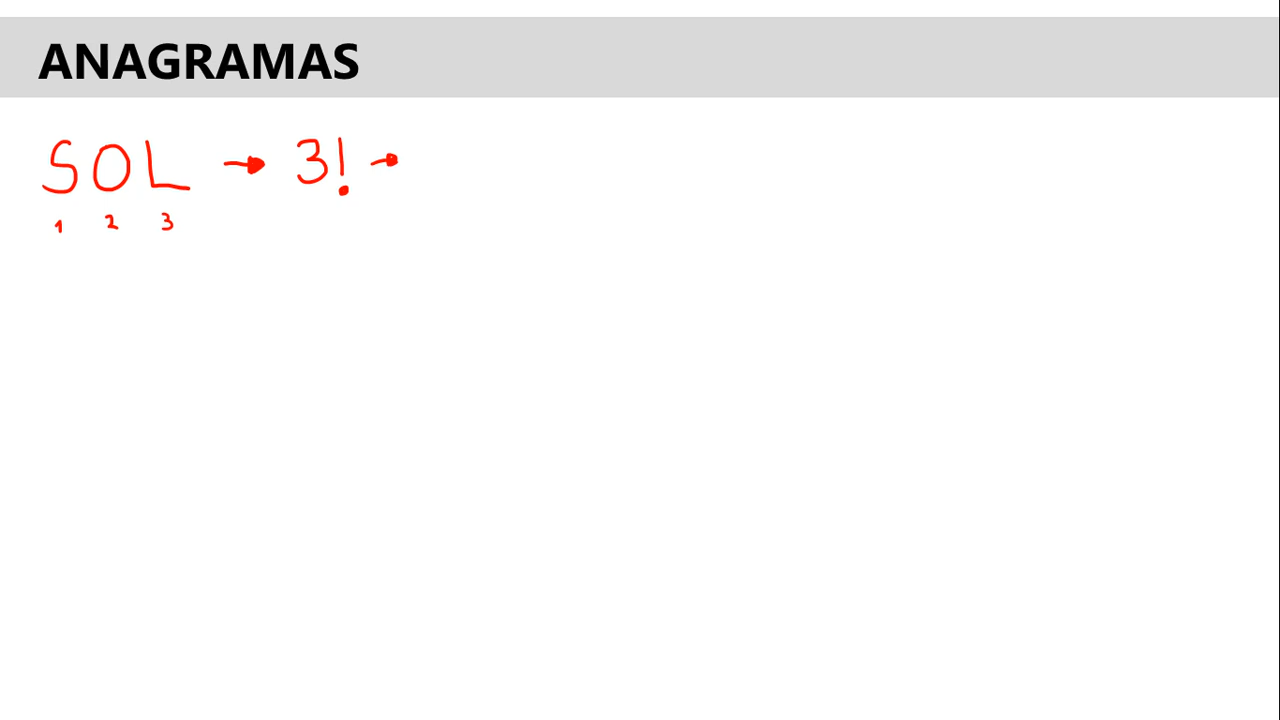 ANAGRAMAS
SOL → 3! →
1 2 3